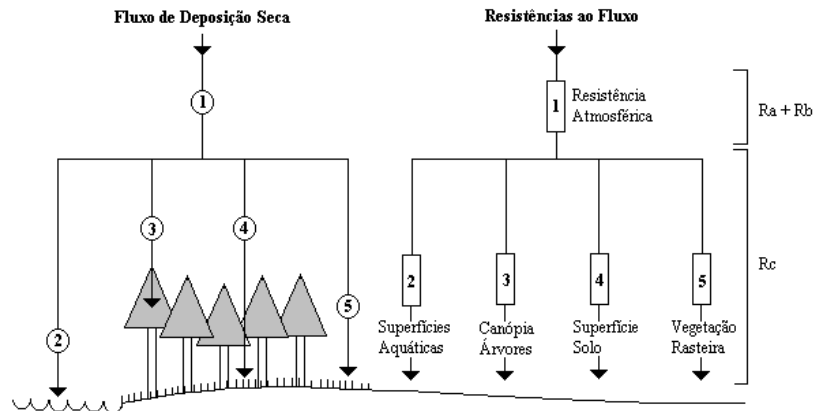 Fluxo de Deposição Seca
1
2
3
4
5
Resistências ao Fluxo
1
Resistência
Atmosférica
Ra + Rb
2
3
4
5
Rc
Superfícies
Aquáticas
Canópia
Árvores
Superfície
Solo
Vegetação
Rasteira